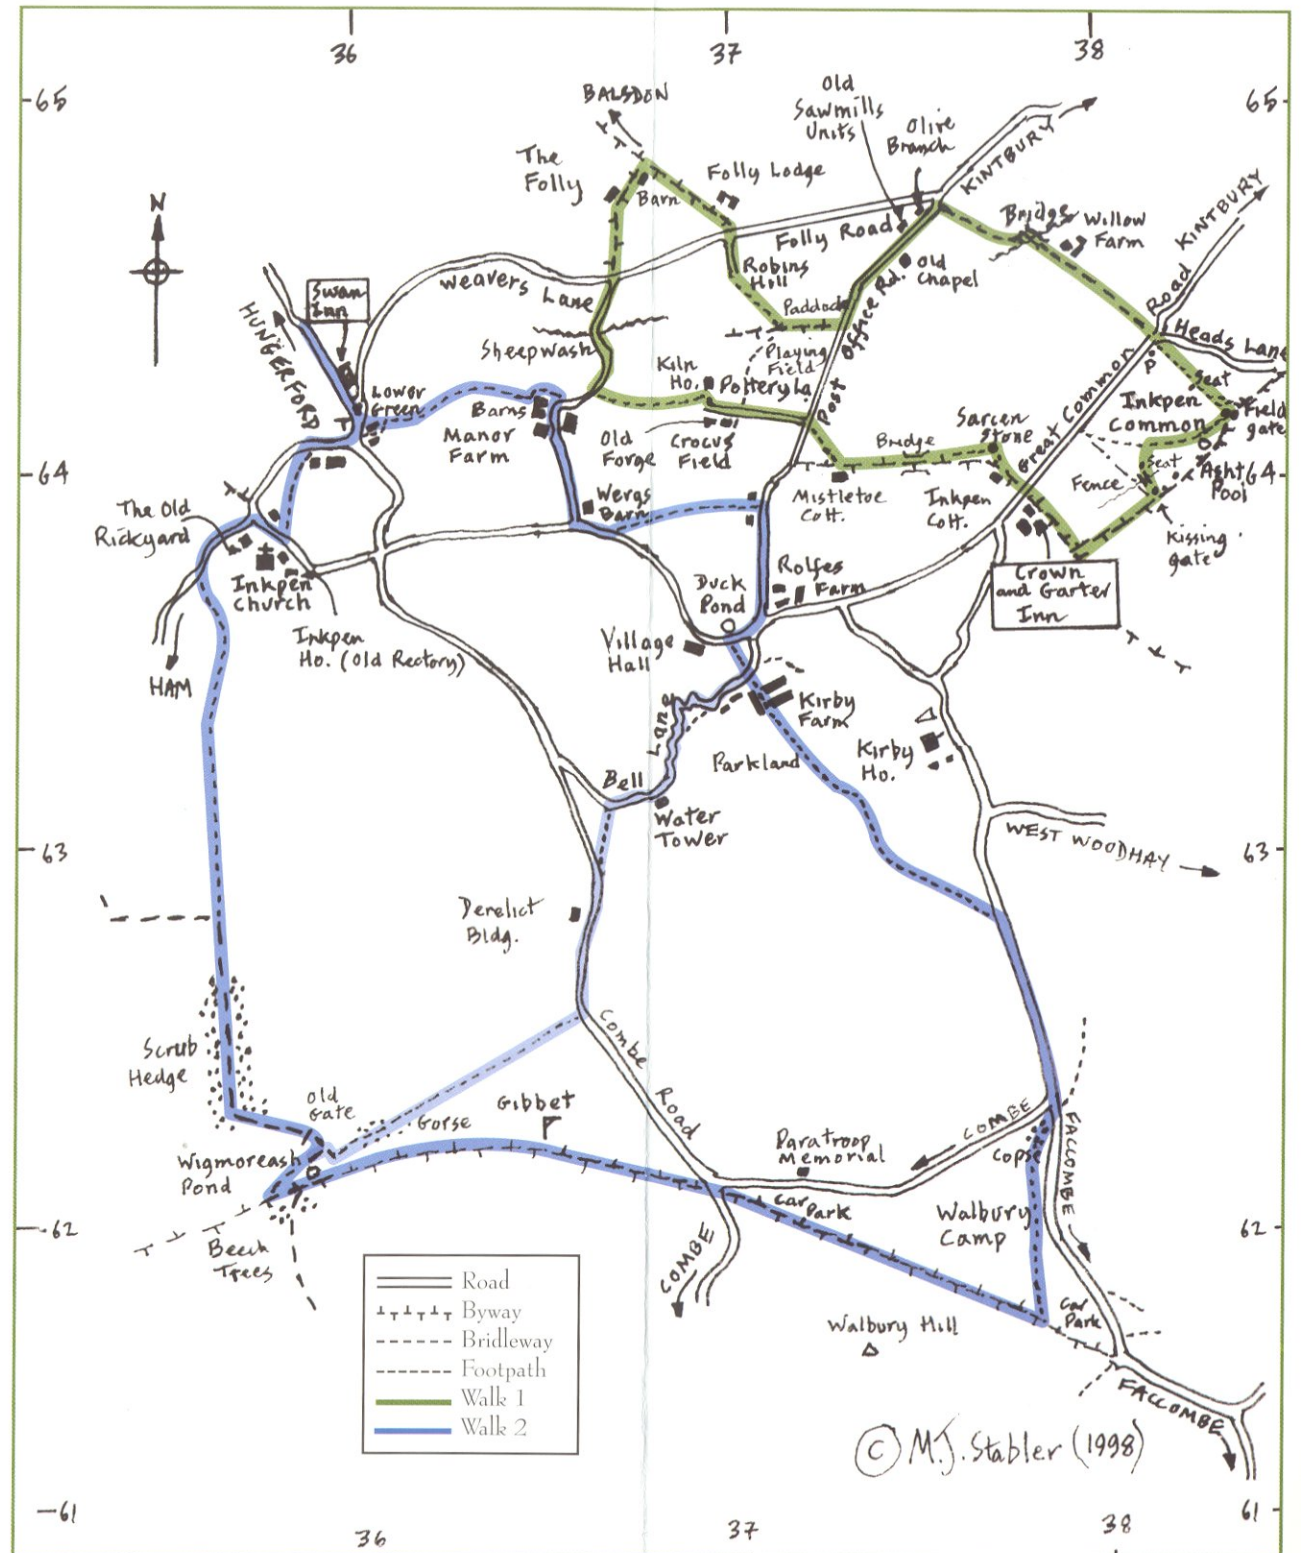 36
37
38
65
65
BALSDON
Old
Sawmills
Units
Olive
Branch
KINTBURY
The
Folly
Barn
Folly Lodge
Bridge
Willow
Farm
KINTBURY
Road
N
Folly Road
Robins
Hill
Old
Chapel
Weavers Lane
Swan
Inn
HUNGERFORD
Paddock
Post Office Rd.
Heads Lane
Sheepwash
Playing
Field
Kiln
Ho.
Pottery La.
P
Seat
Lower
Green
Barns
Manor
Farm
Old
Forge
Crocus
Field
Inkpen
Common
Field
gate
Great Common
Sarsen
Stone
Bridge
64
64
Seat
Asht
Pool
Fence
Mistletoe
Cott.
Inkpen
Cott.
Wergs
Barn
Kissing
gate
The Old
Rickyard
Inkpen
Church
Crown
and Garter
Inn
Duck
Pond
Rolfes
Farm
Village
Hall
Inkpen
Ho. (Old Rectory)
HAM
Kirby
Farm
Kirby
Ho.
Parkland
Bell Lane
Water
Tower
WEST WOODHAY
63
63
Derelict
Bldg.
Scrub
Hedge
Combe Road
Old
Gate
Gorse
Gibbet
Paratroop
Memorial
COMBE
Copse
FACCOMBE
Wigmoreash
Pond
Car
Park
Walbury
Camp
62
62
Beech
Trees
COMBE
Road
Byway
Bridleway
Footpath
Walk 1
Walk 2
Walbury Hill
Car
Park
FACCOMBE
© M.J. Stabler (1998)
61
61
36
37
38